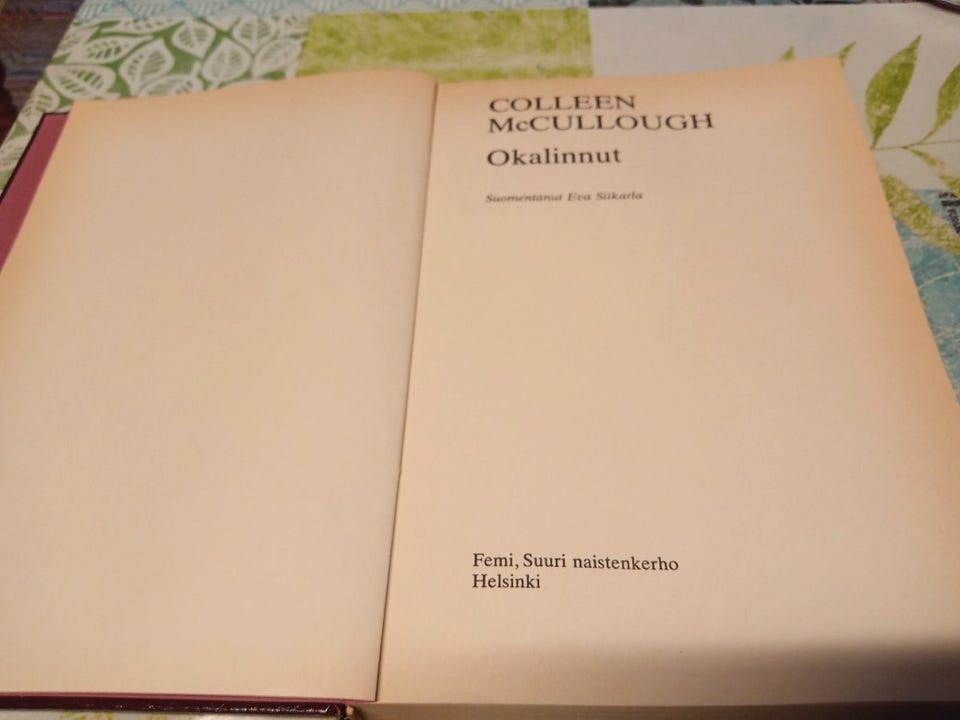 COLLEEN
McCULLOUGH
Okalinnut
Suomentanut Eva Siikarla
Femi, Suuri naistenkerho
Helsinki